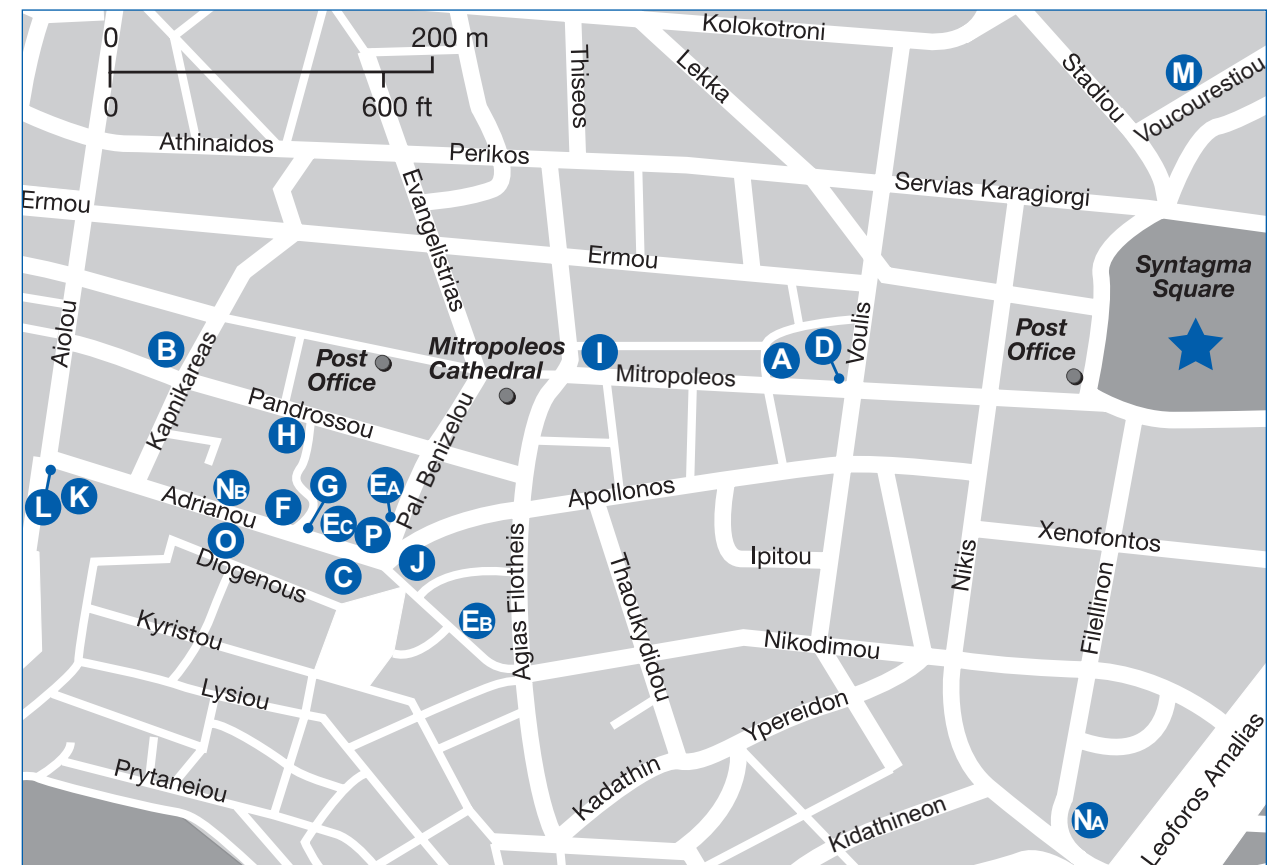 Kolokotroni
0 200 m
0 600 ft
Thiseos
Lekka
Stadiou
M
Voucourestiou
Athinaidos
Perikos
Evangelistrias
Servias Karagiorgi
Ermou
Ermou
Syntagma
Square
Aiolou
B
Kapnikareas
Post
Office
Mitropoleos
Cathedral
I
Mitropoleos
A
D
Voulis
Post
Office
Pandrossou
H
Pal. Benizelou
L
K
Adrianou
NB
F
G
EA
EC
P
Apollonos
O
Diogenous
C
J
Agias Filotheis
Thaoukydidou
Ipitou
Nikis
Xenofontos
Filellinon
EB
Kyristou
Nikodimou
Lysiou
Ypereidon
Prytaneiou
Kadathin
Kidathineon
NA
Leoforos Amalias